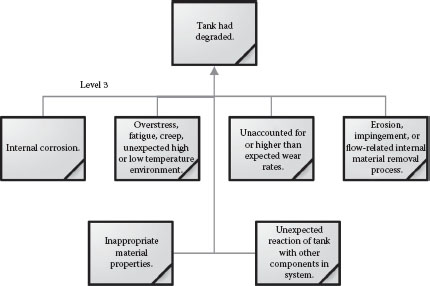 Tank had
degraded.
Level 3
Internal corrosion.
Overstress,
fatigue, creep,
unexpected high
or low temperature
environment.
Unaccounted for
or higher than
expected wear
rates.
Erosion,
impingement, or
flow-related internal
material removal
process.
Inappropriate
material
properties.
Unexpected
reaction of tank
with other
components in
system.